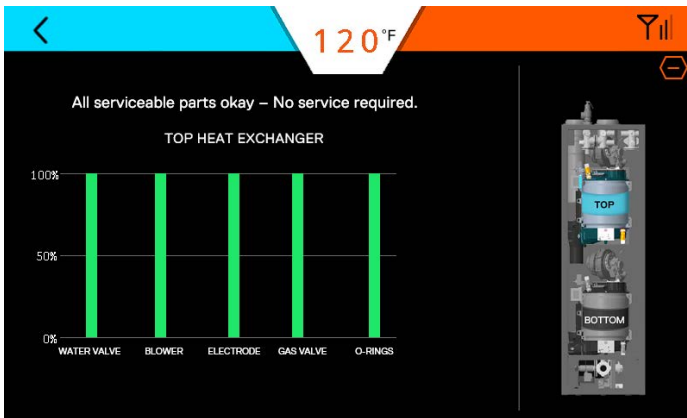 120°F
All serviceable parts okay – No service required.
TOP HEAT EXCHANGER
100%
50%
0%
WATER VALVE BLOWER ELECTRODE GAS VALVE O-RINGS
TOP
BOTTOM